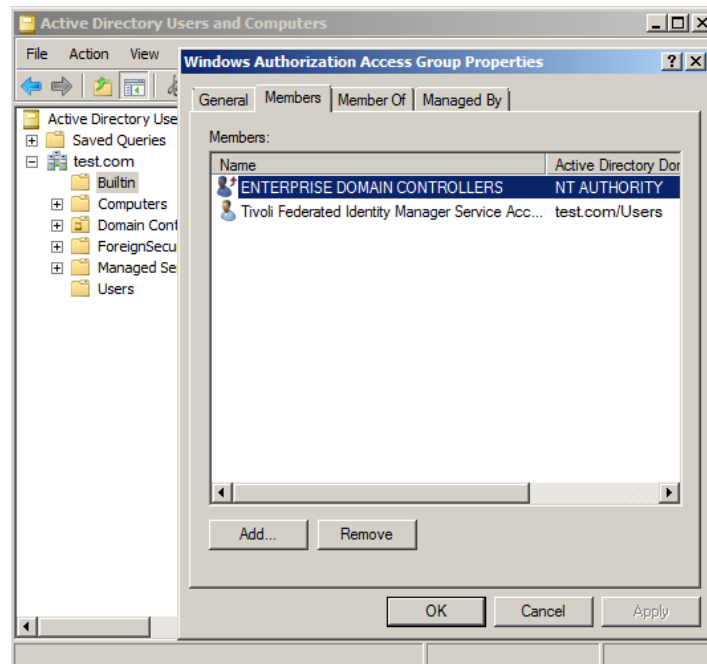 Active Directory Users and Computers
File Action View
Windows Authorization Access Group Properties
General Members Member Of Managed By
Active Directory Use
Saved Queries
test.com
Builtin
Computers
Domain Cont
ForeignSecu
Managed Se
Users
Members:
Name Active Directory Dor
ENTERPRISE DOMAIN CONTROLLERS NT AUTHORITY
Tivoli Federated Identity Manager Service Acc... test.com/Users
Add... Remove
OK Cancel Apply